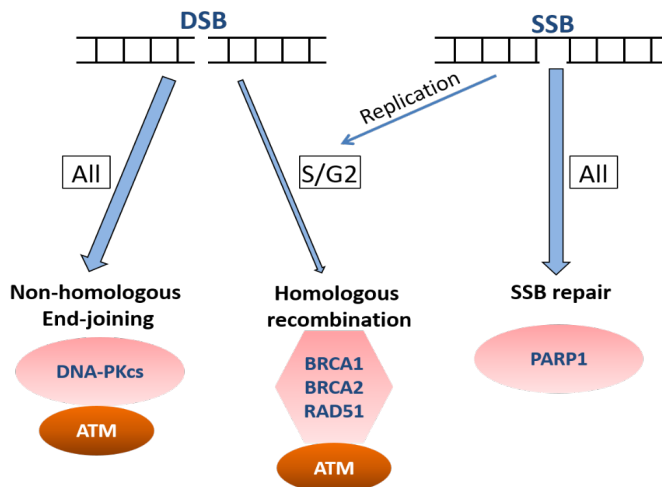 DSB
SSB
Replication
All
S/G2
All
Non-homologous
End-joining
Homologous
recombination
SSB repair
DNA-PKcs
BRCA1
BRCA2
RAD51
PARP1
ATM
ATM